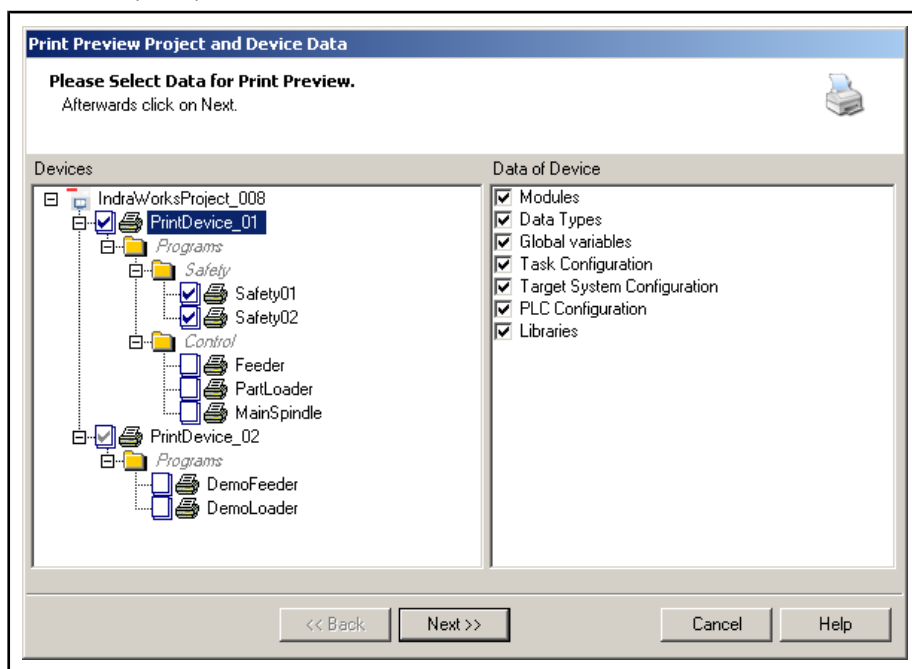 Print Preview Project and Device Data
Please Select Data for Print Preview.
Afterwards click on Next.
Devices
IndraWorksProject_008
PrintDevice_01
Programs
Safety
Safety01
Safety02
Control
Feeder
PartLoader
MainSpindle
PrintDevice_02
Programs
DemoFeeder
DemoLoader
Data of Device
Modules
Data Types
Global variables
Task Configuration
Target System Configuration
PLC Configuration
Libraries
<< Back
Next >>
Cancel
Help